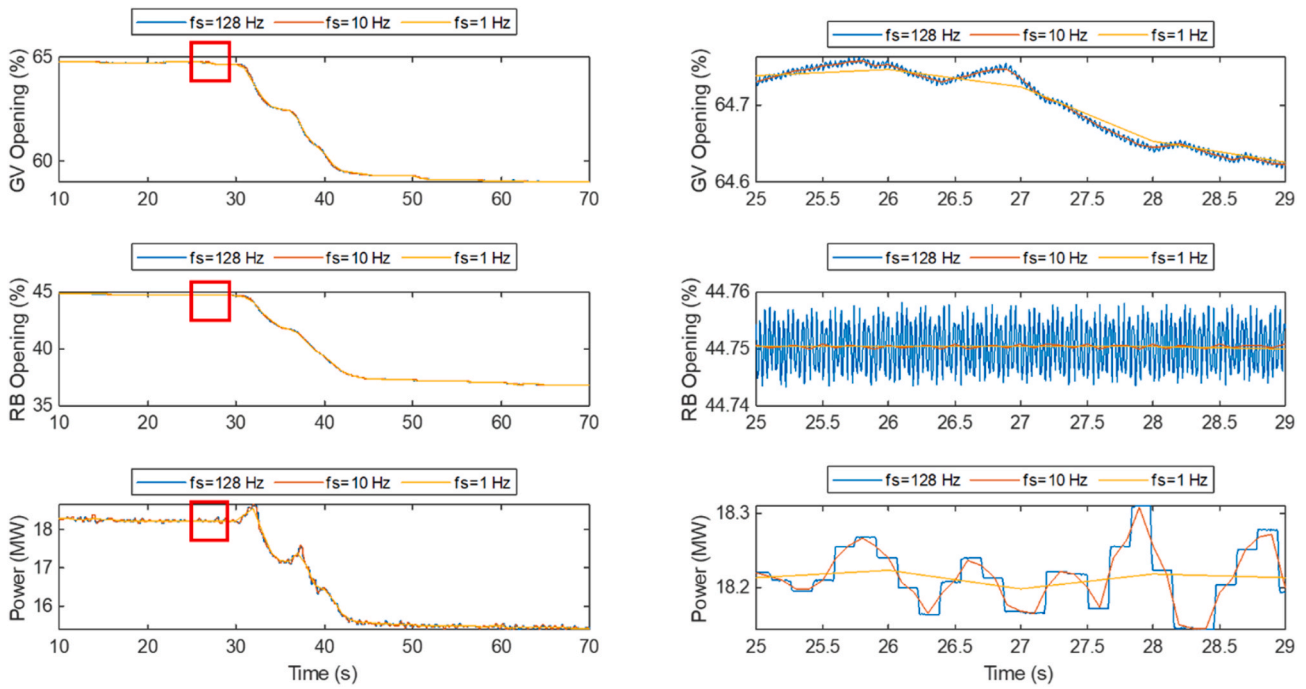 fs=128 Hz fs=10 Hz fs=1 Hz
GV Opening (%)
65
60
10 20 30 40 50 60 70
fs=128 Hz fs=10 Hz fs=1 Hz
GV Opening (%)
64.7
64.6
25 25.5 26 26.5 27 27.5 28 28.5 29
fs=128 Hz fs=10 Hz fs=1 Hz
RB Opening (%)
45
40
35
10 20 30 40 50 60 70
fs=128 Hz fs=10 Hz fs=1 Hz
RB Opening (%)
44.76
44.75
44.74
25 25.5 26 26.5 27 27.5 28 28.5 29
fs=128 Hz fs=10 Hz fs=1 Hz
Power (MW)
18
17
16
10 20 30 40 50 60 70
Time (s)
fs=128 Hz fs=10 Hz fs=1 Hz
Power (MW)
18.3
18.2
25 25.5 26 26.5 27 27.5 28 28.5 29
Time (s)